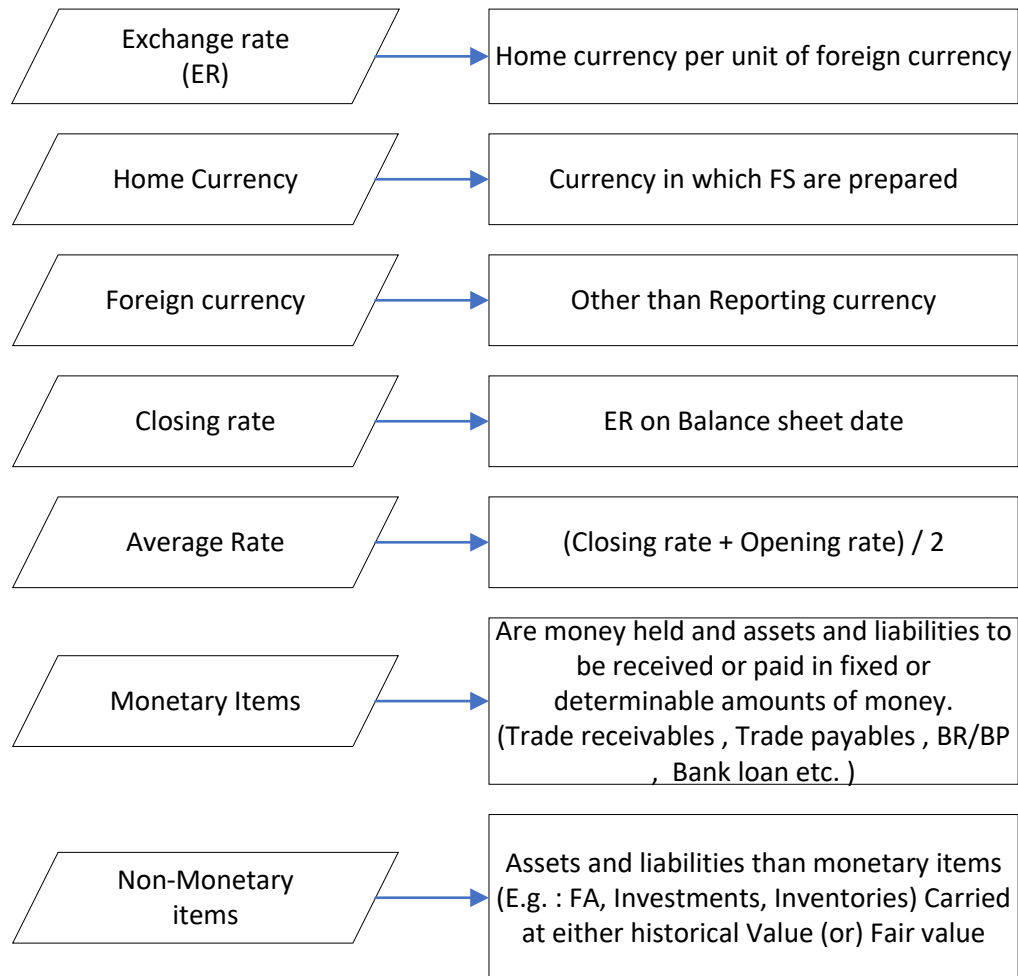 Exchange rate
(ER)
Home currency per unit of foreign currency
Home Currency
Currency in which FS are prepared
Foreign currency
Other than Reporting currency
Closing rate
ER on Balance sheet date
Average Rate
(Closing rate + Opening rate) / 2
Monetary Items
Are money held and assets and liabilities to
be received or paid in fixed or
determinable amounts of money.
(Trade receivables , Trade payables , BR/BP
, Bank loan etc. )
Non-Monetary
items
Assets and liabilities than monetary items
(E.g. : FA, Investments, Inventories) Carried
at either historical Value (or) Fair value